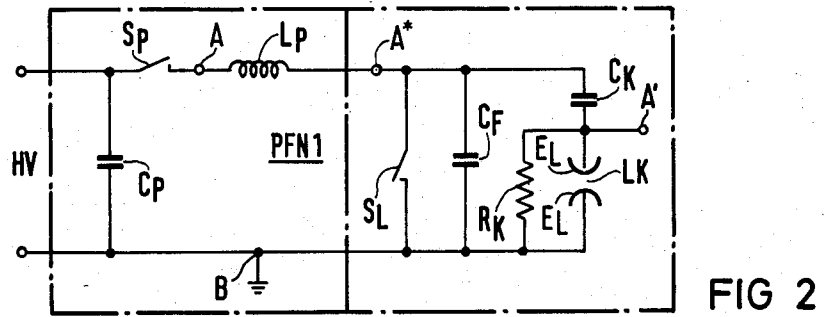 SP A LP A*
CK A'
HV CP PFN1 SL CF RK EL LK
EL
B
FIG 2